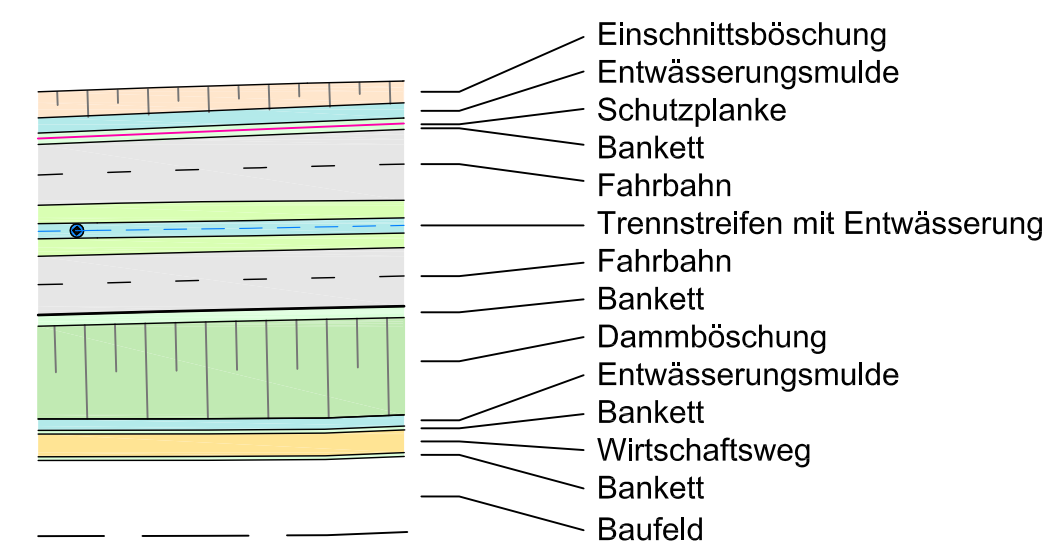 Einschnittsböschung
Entwässerungsmulde
Schutzplanke
Bankett
Fahrbahn
Trennstreifen mit Entwässerung
Fahrbahn
Bankett
Dammböschung
Entwässerungsmulde
Bankett
Wirtschaftsweg
Bankett
Baufeld